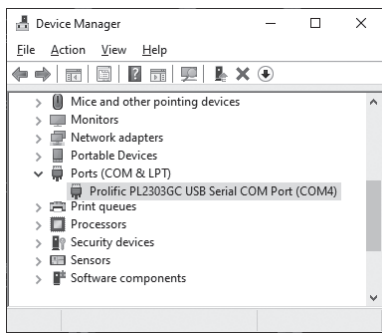 Device Manager
File Action View Help
Mice and other pointing devices
Monitors
Network adapters
Portable Devices
Ports (COM & LPT)
Prolific PL2303GC USB Serial COM Port (COM4)
Print queues
Processors
Security devices
Sensors
Software components